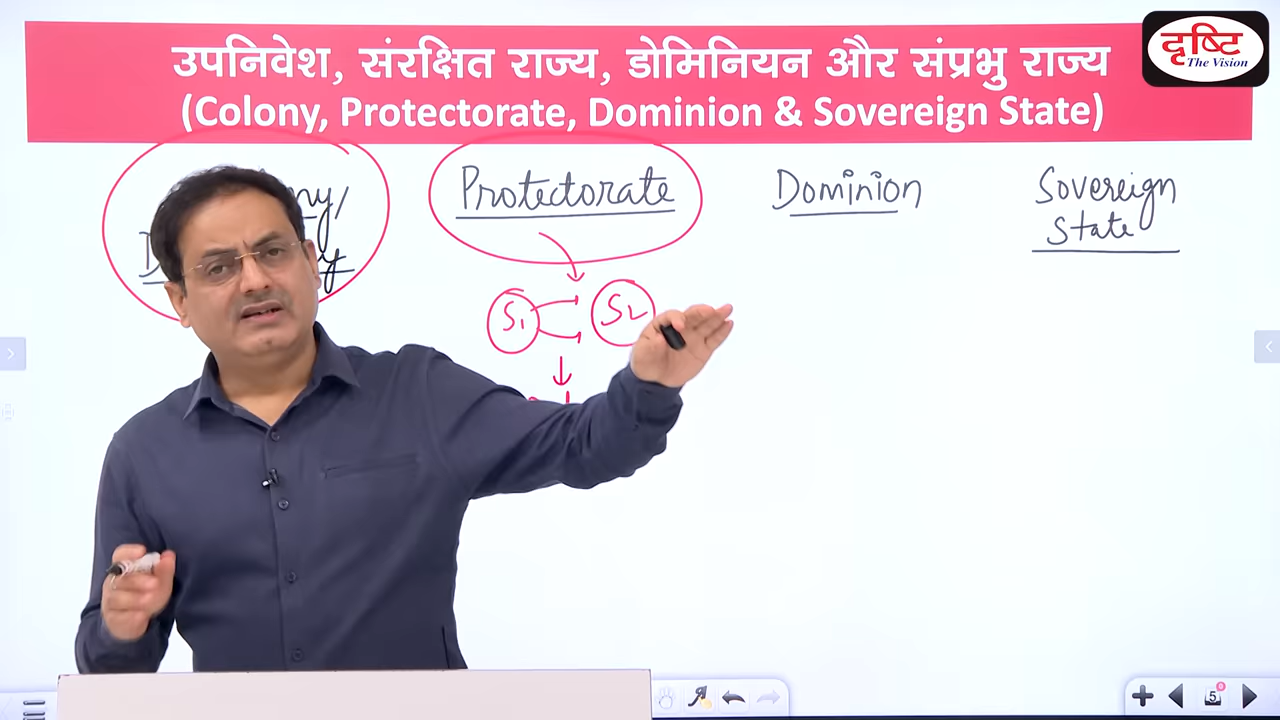 उपनिवेश, संरक्षित राज्य, डोमिनियन और संप्रभु राज्य
(Colony, Protectorate, Dominion & Sovereign State)
दृष्टि
The Vision
Protectorate
Dominion
Sovereign
State
S₁
S₂
5